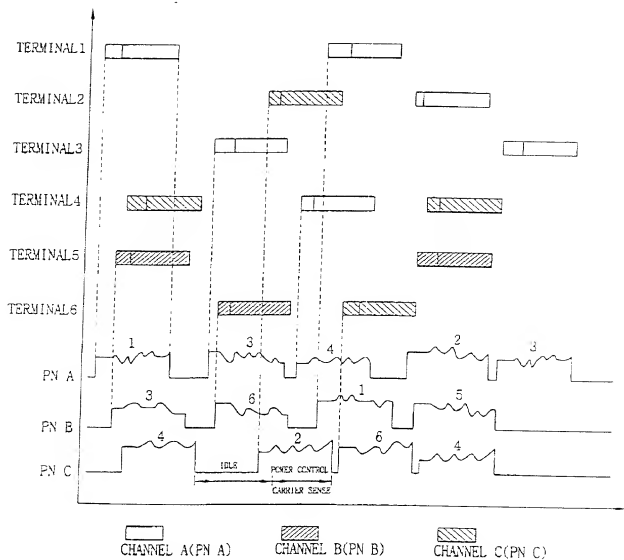 TERMINAL1
TERMINAL2
TERMINAL3
TERMINAL4
TERMINAL5
TERMINAL6
1 3 4 2 3
PN A
3 6 1 5
PN B
4 2 6 4
PN C
IDLE POWER CONTROL
CARRIER SENSE
CHANNEL A(PN A) CHANNEL B(PN B) CHANNEL C(PN C)